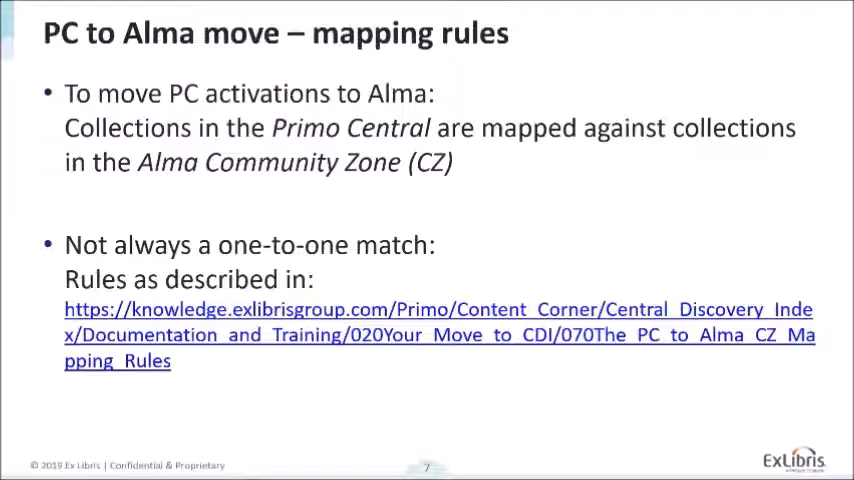 PC to Alma move – mapping rules
• To move PC activations to Alma:
Collections in the Primo Central are mapped against collections
in the Alma Community Zone (CZ)
• Not always a one-to-one match:
Rules as described in:
https://knowledge.exlibrisgroup.com/Primo/Content_Corner/Central_Discovery_Inde
x/Documentation_and_Training/020Your_Move_to_CDI/070The_PC_to_Alma_CZ_Ma
pping_Rules
© 2019 Ex Libris | Confidential & Proprietary
7
ExLibris